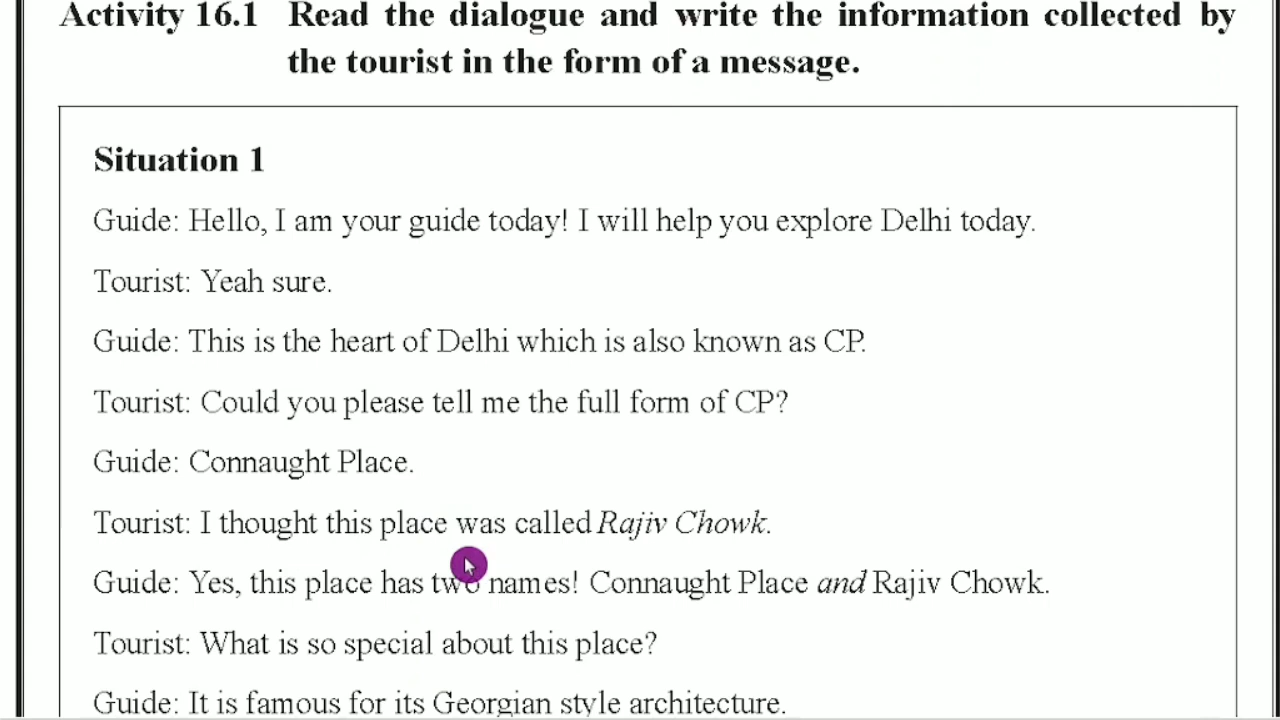 Activity 16.1 Read the dialogue and write the information collected by
the tourist in the form of a message.
Situation 1
Guide: Hello, I am your guide today! I will help you explore Delhi today.
Tourist: Yeah sure.
Guide: This is the heart of Delhi which is also known as CP.
Tourist: Could you please tell me the full form of CP?
Guide: Connaught Place.
Tourist: I thought this place was called Rajiv Chowk.
Guide: Yes, this place has two names! Connaught Place and Rajiv Chowk.
Tourist: What is so special about this place?
Guide: It is famous for its Georgian style architecture.